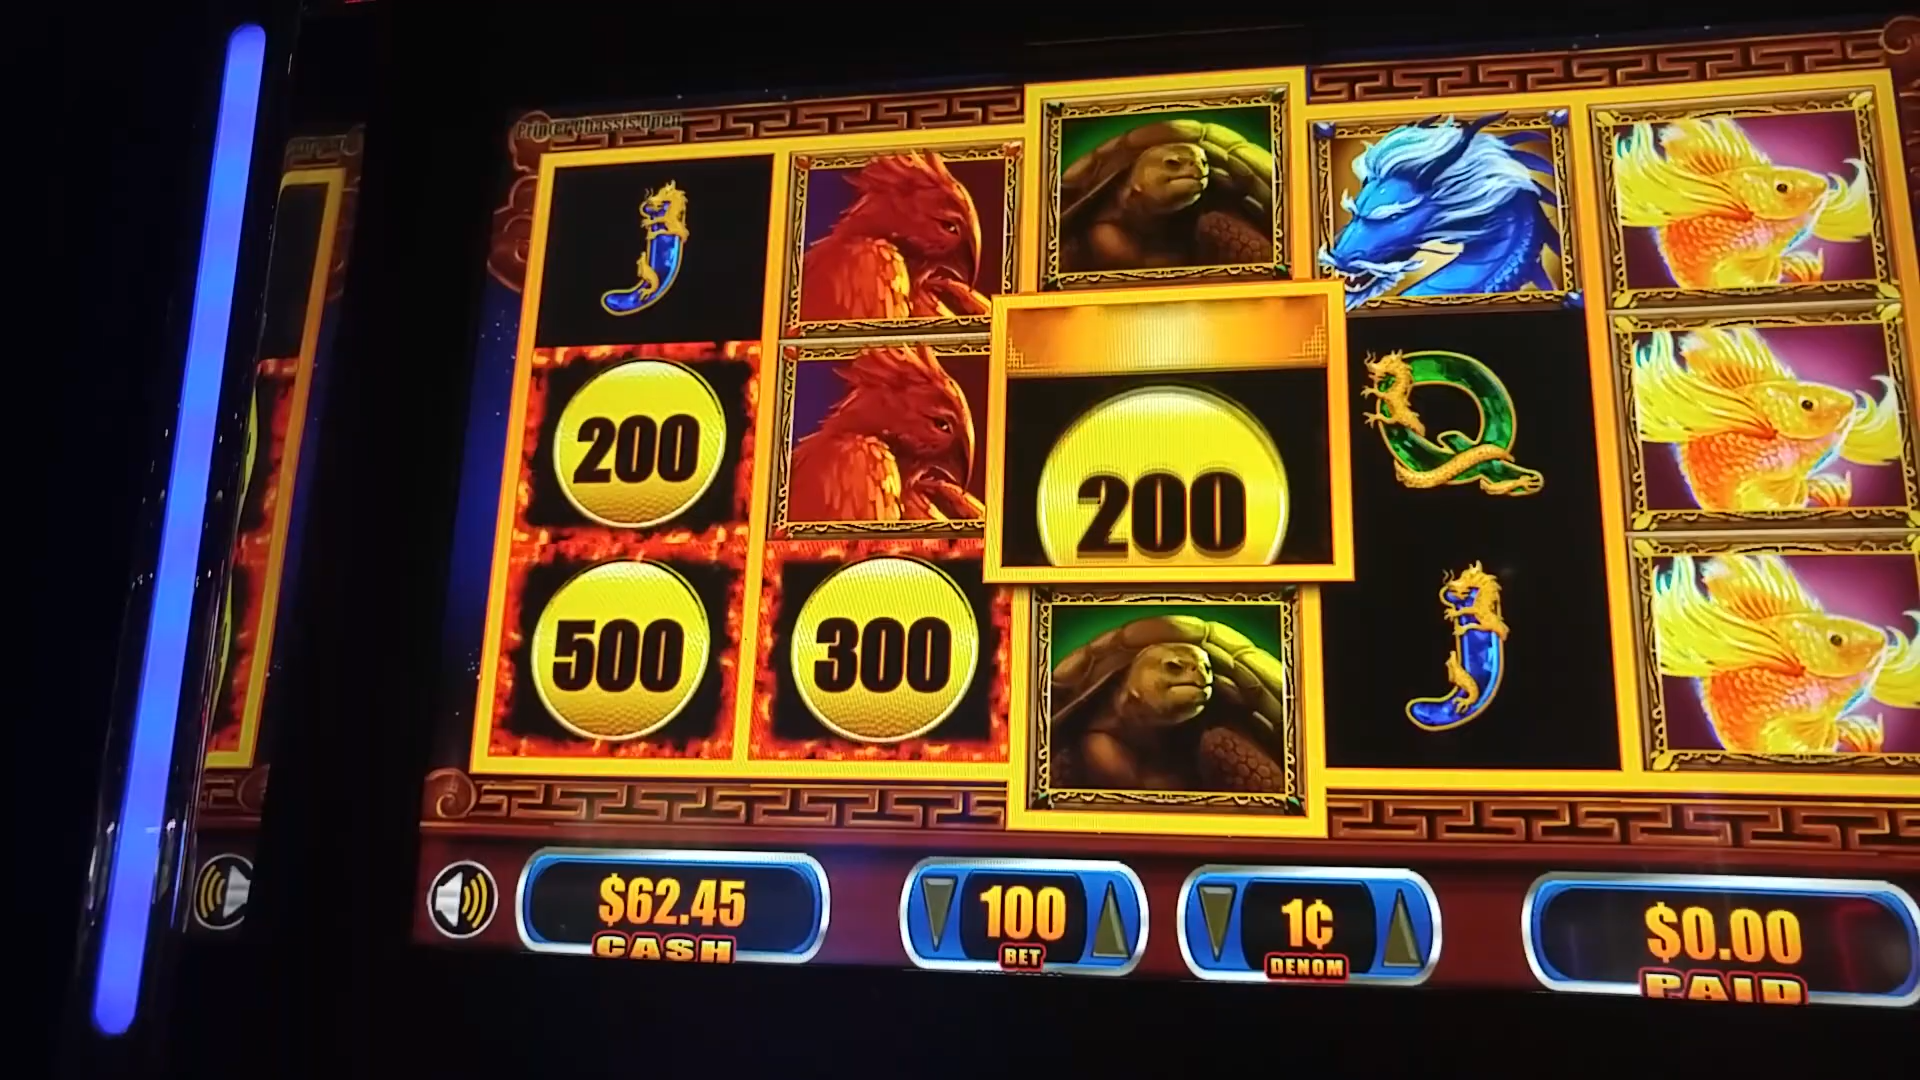 Printer Chassis Open
J
200
200
Q
500
300
J
$62.45
CASH
100
BET
1¢
DENOM
$0.00
PAID